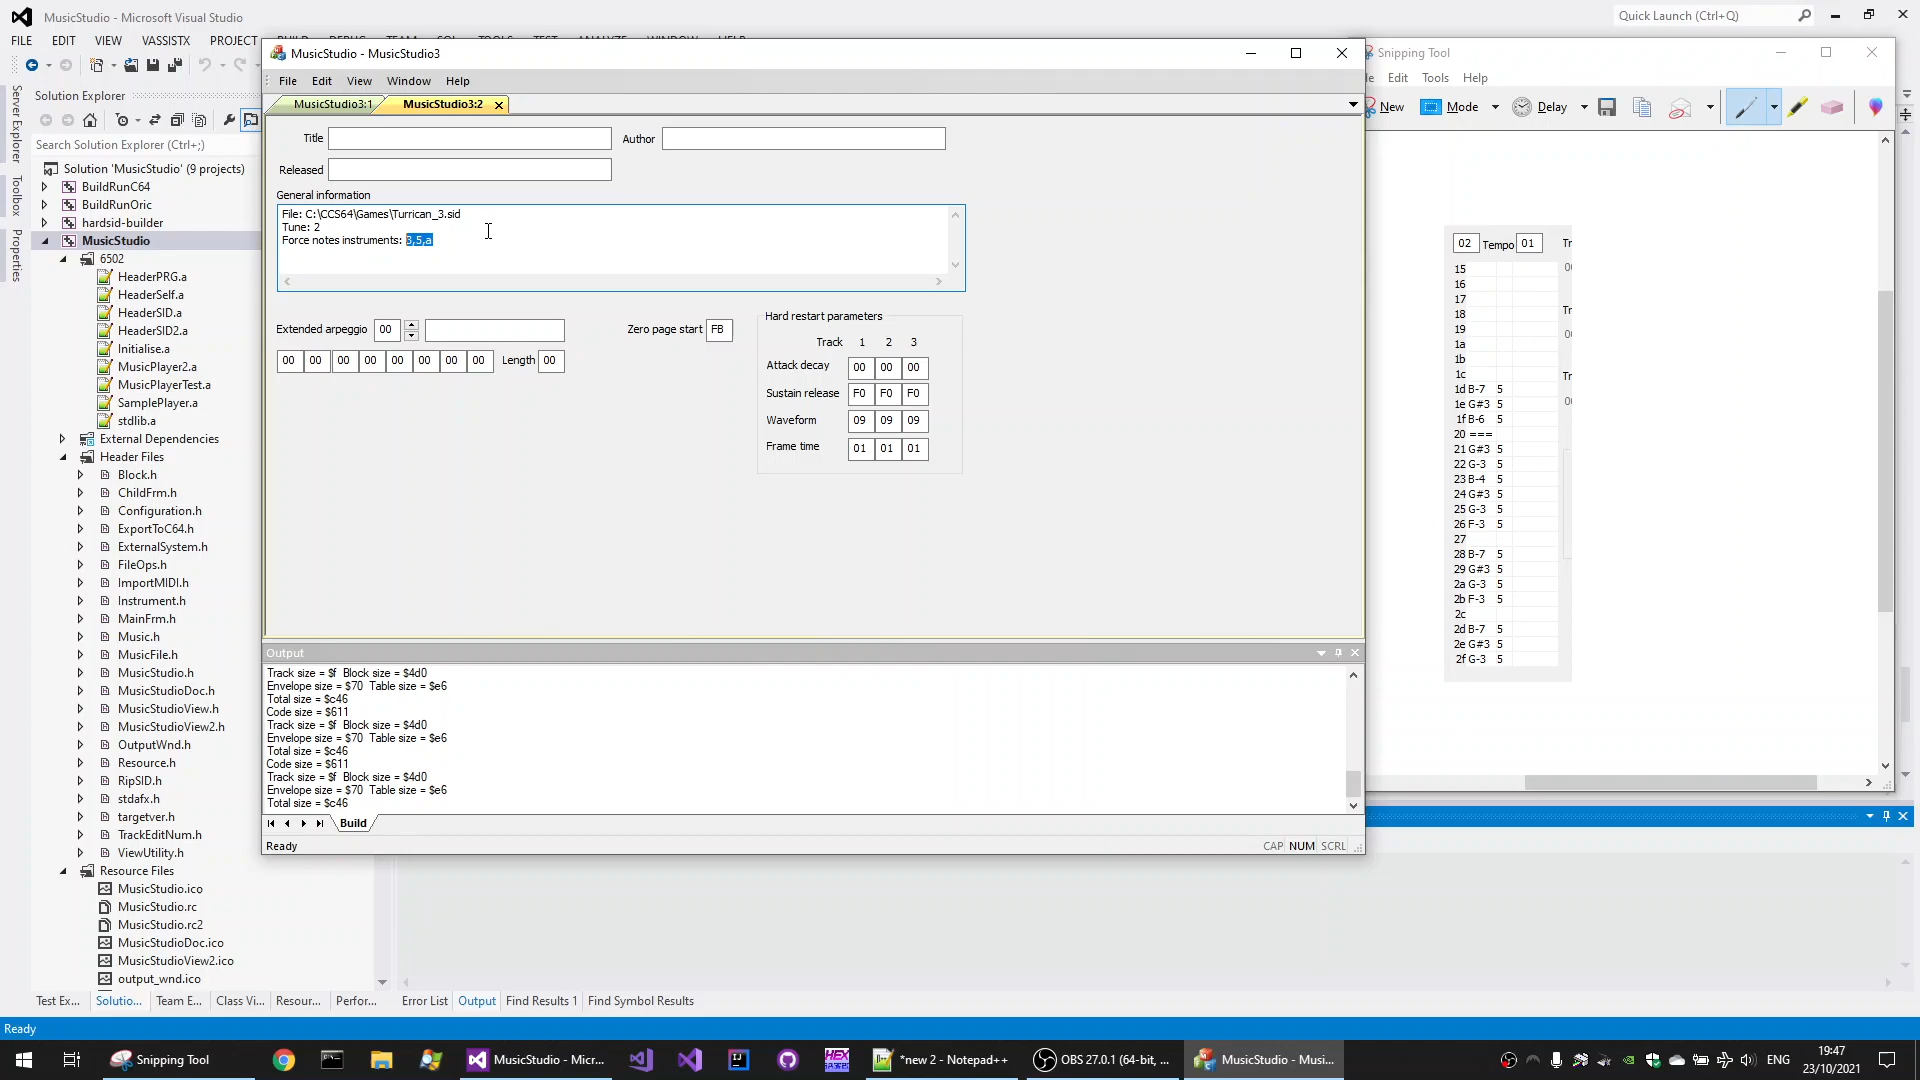 MusicStudio - Microsoft Visual Studio
Quick Launch (Ctrl+Q)
FILE EDIT VIEW VASSISTX PROJECT
Solution Explorer
Search Solution Explorer (Ctrl+;)
Server Explorer
Toolbox
Properties
Solution 'MusicStudio' (9 projects)
BuildRunC64
BuildRunOric
hardsid-builder
MusicStudio
6502
HeaderPRG.a
HeaderSelf.a
HeaderSID.a
HeaderSID2.a
Initialise.a
MusicPlayer2.a
MusicPlayerTest.a
SamplePlayer.a
stdlib.a
External Dependencies
Header Files
Block.h
ChildFrm.h
Configuration.h
ExportToC64.h
ExternalSystem.h
FileOps.h
ImportMIDI.h
Instrument.h
MainFrm.h
Music.h
MusicFile.h
MusicStudio.h
MusicStudioDoc.h
MusicStudioView.h
MusicStudioView2.h
OutputWnd.h
Resource.h
RipSID.h
stdafx.h
targetver.h
TrackEditNum.h
ViewUtility.h
Resource Files
MusicStudio.ico
MusicStudio.rc
MusicStudio.rc2
MusicStudioDoc.ico
MusicStudioView2.ico
output_wnd.ico
Test Ex... Solutio... Team E... Class Vi... Resour... Perfor...
MusicStudio - MusicStudio3
File Edit View Window Help
MusicStudio3:1 MusicStudio3:2
Title Author
Released
General information
File: C:\CCS64\Games\Turrican_3.sid
Tune: 2
Force notes instruments: 3,5,a
Extended arpeggio 00 Zero page start FB
00 00 00 00 00 00 00 00 Length 00
Hard restart parameters
Track 1 2 3
Attack decay 00 00 00
Sustain release F0 F0 F0
Waveform 09 09 09
Frame time 01 01 01
Output
Track size = $f Block size = $4d0
Envelope size = $70 Table size = $e6
Total size = $c46
Code size = $611
Track size = $f Block size = $4d0
Envelope size = $70 Table size = $e6
Total size = $c46
Code size = $611
Track size = $f Block size = $4d0
Envelope size = $70 Table size = $e6
Total size = $c46
Build
Ready CAP NUM SCRL
Snipping Tool
le Edit Tools Help
New Mode Delay
02 Tempo 01 Tr
00
15
16
17
18
19
1a
1b
1c
1d B-7 5
1e G#3 5
1f B-6 5
20 ===
21 G#3 5
22 G-3 5
23 B-4 5
24 G#3 5
25 G-3 5
26 F-3 5
27
28 B-7 5
29 G#3 5
2a G-3 5
2b F-3 5
2c
2d B-7 5
2e G#3 5
2f G-3 5
Tr
00
Tr
00
Error List Output Find Results 1 Find Symbol Results
Ready
Snipping Tool MusicStudio - Micr... *new 2 - Notepad++ OBS 27.0.1 (64-bit, ... MusicStudio - Musi...
ENG
19:47
23/10/2021